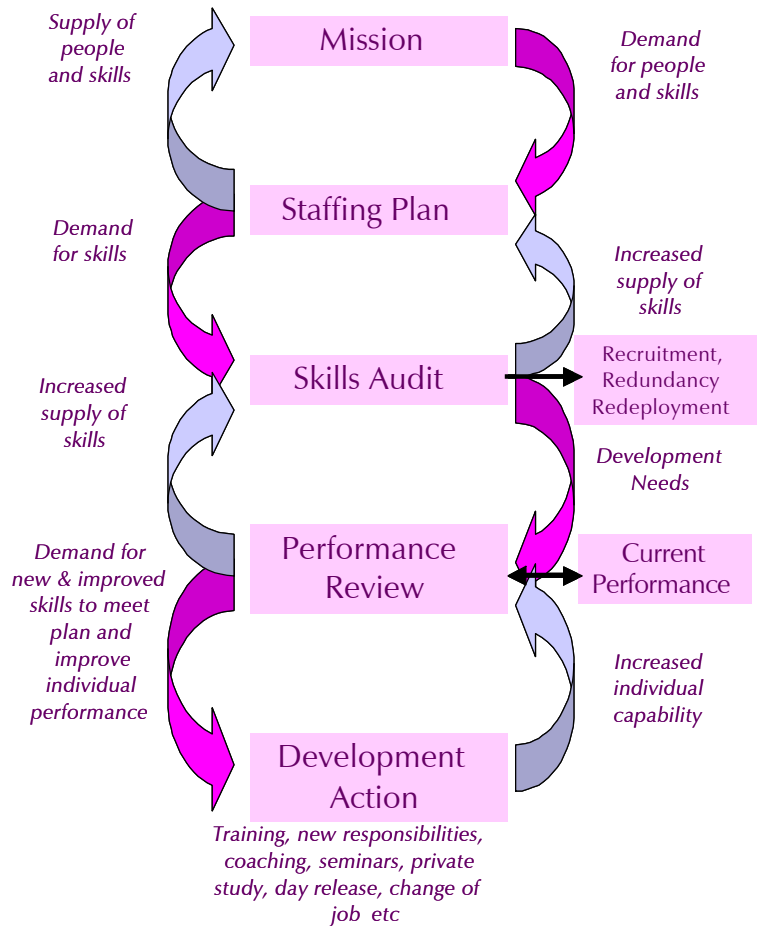 Supply of
people
and skills
Mission
Demand
for people
and skills
Staffing Plan
Demand
for skills
Increased
supply of
skills
Skills Audit
Recruitment,
Redundancy
Redeployment
Increased
supply of
skills
Development
Needs
Performance
Review
Current
Performance
Demand for
new & improved
skills to meet
plan and
improve
individual
performance
Increased
individual
capability
Development
Action
Training, new responsibilities,
coaching, seminars, private
study, day release, change of
job etc